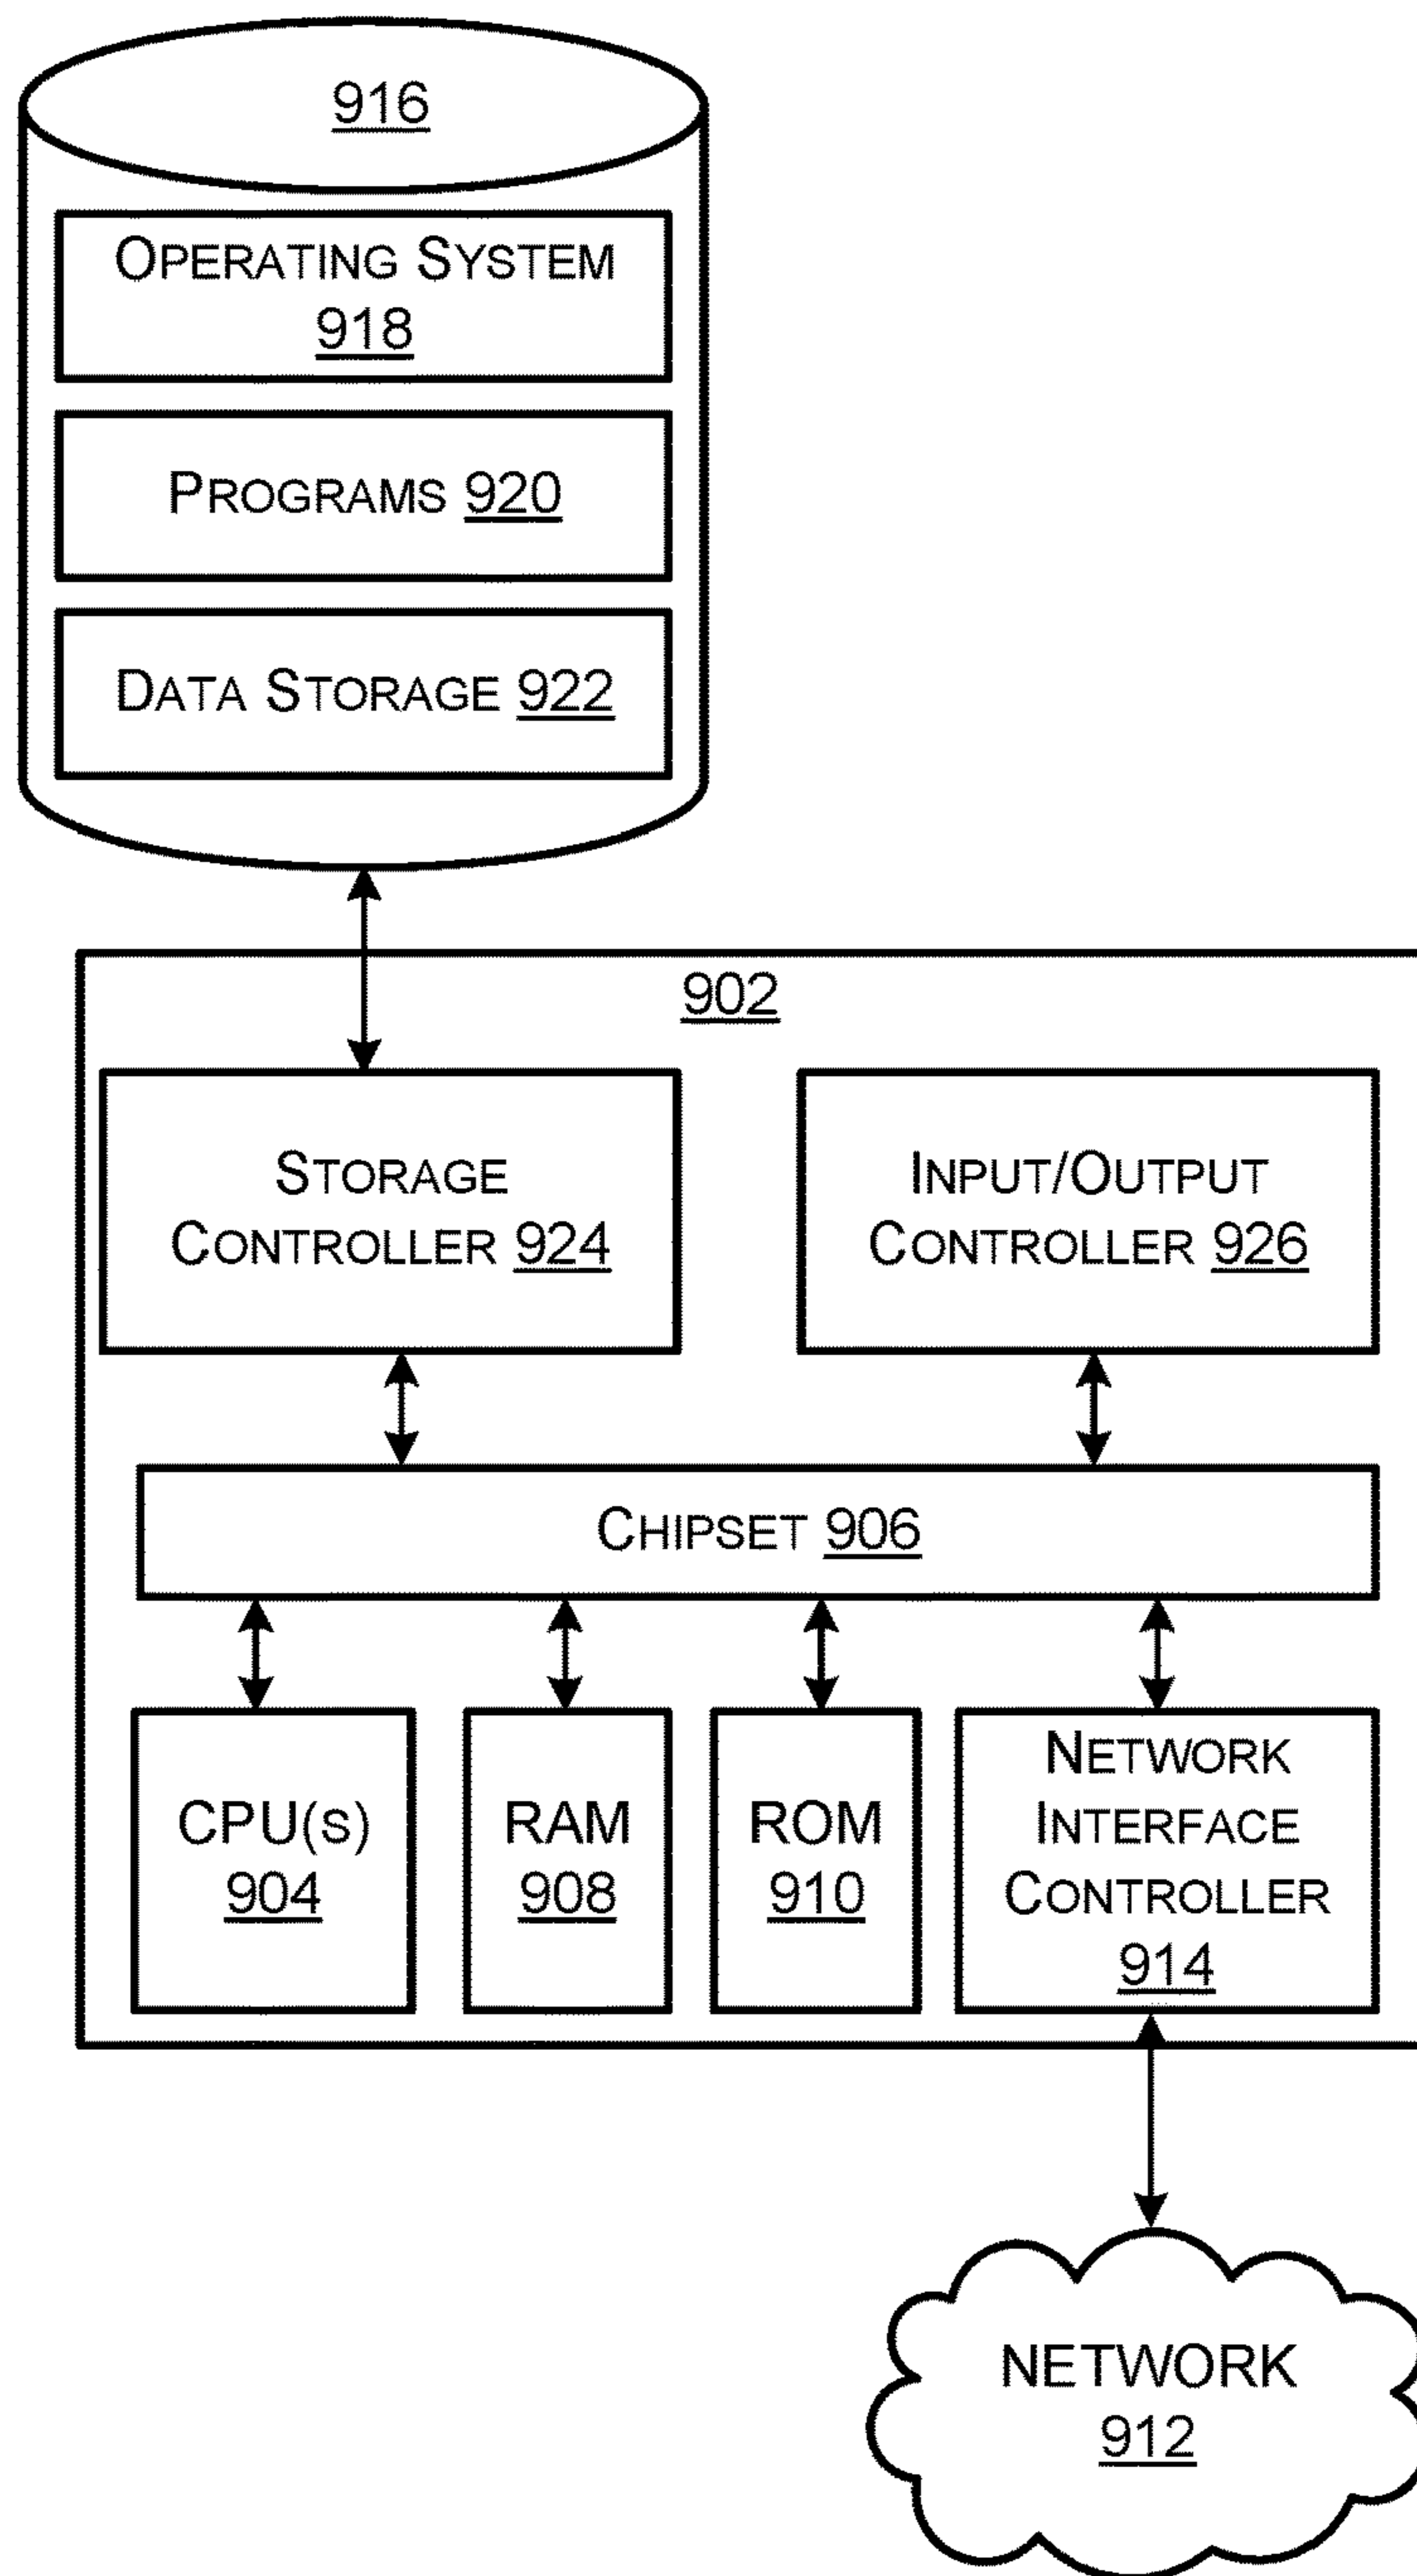 916
OPERATING SYSTEM
918
PROGRAMS 920
DATA STORAGE 922
902
STORAGE
CONTROLLER 924
INPUT/OUTPUT
CONTROLLER 926
CHIPSET 906
CPU(S)
904
RAM
908
ROM
910
NETWORK
INTERFACE
CONTROLLER
914
NETWORK
912